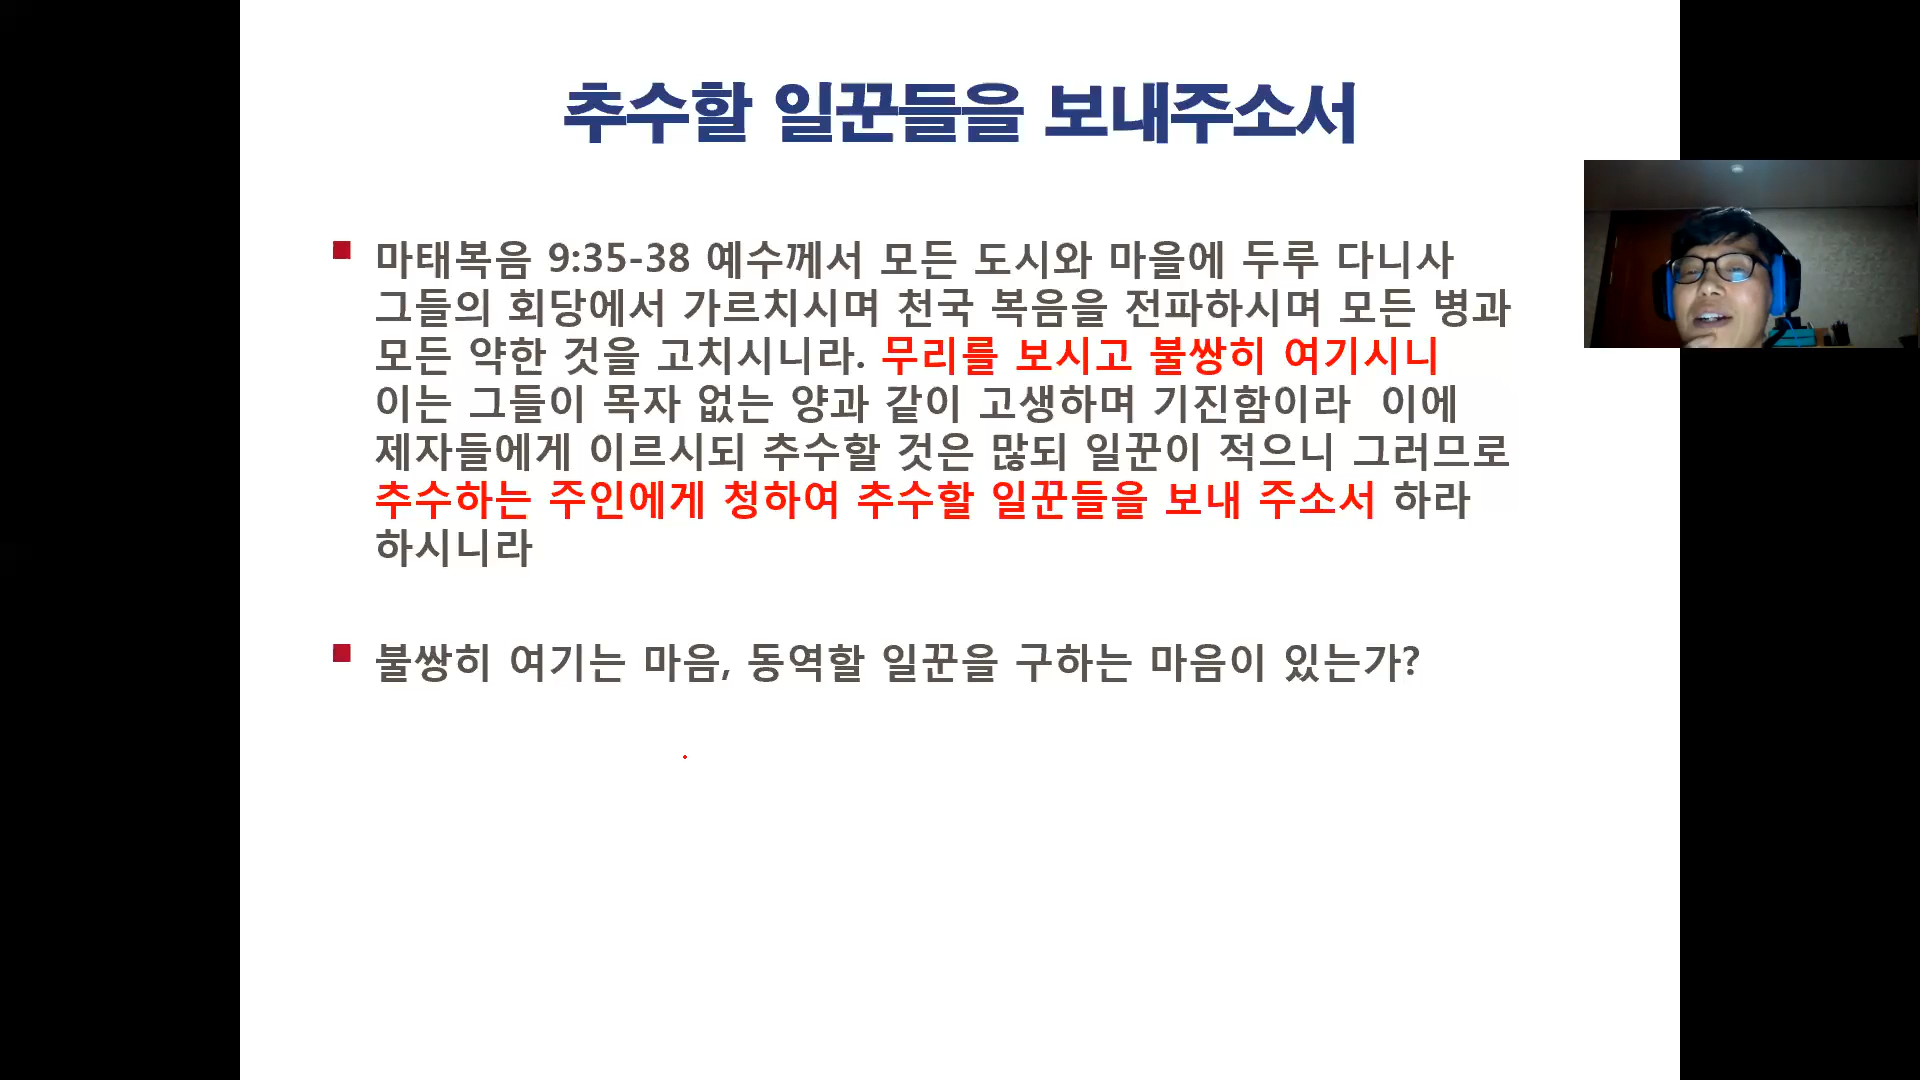 추수할 일꾼들을 보내주소서
마태복음 9:35-38 예수께서 모든 도시와 마을에 두루 다니사
그들의 회당에서 가르치시며 천국 복음을 전파하시며 모든 병과
모든 약한 것을 고치시니라. 무리를 보시고 불쌍히 여기시니
이는 그들이 목자 없는 양과 같이 고생하며 기진함이라 이에
제자들에게 이르시되 추수할 것은 많되 일꾼이 적으니 그러므로
추수하는 주인에게 청하여 추수할 일꾼들을 보내 주소서 하라
하시니라
불쌍히 여기는 마음, 동역할 일꾼을 구하는 마음이 있는가?